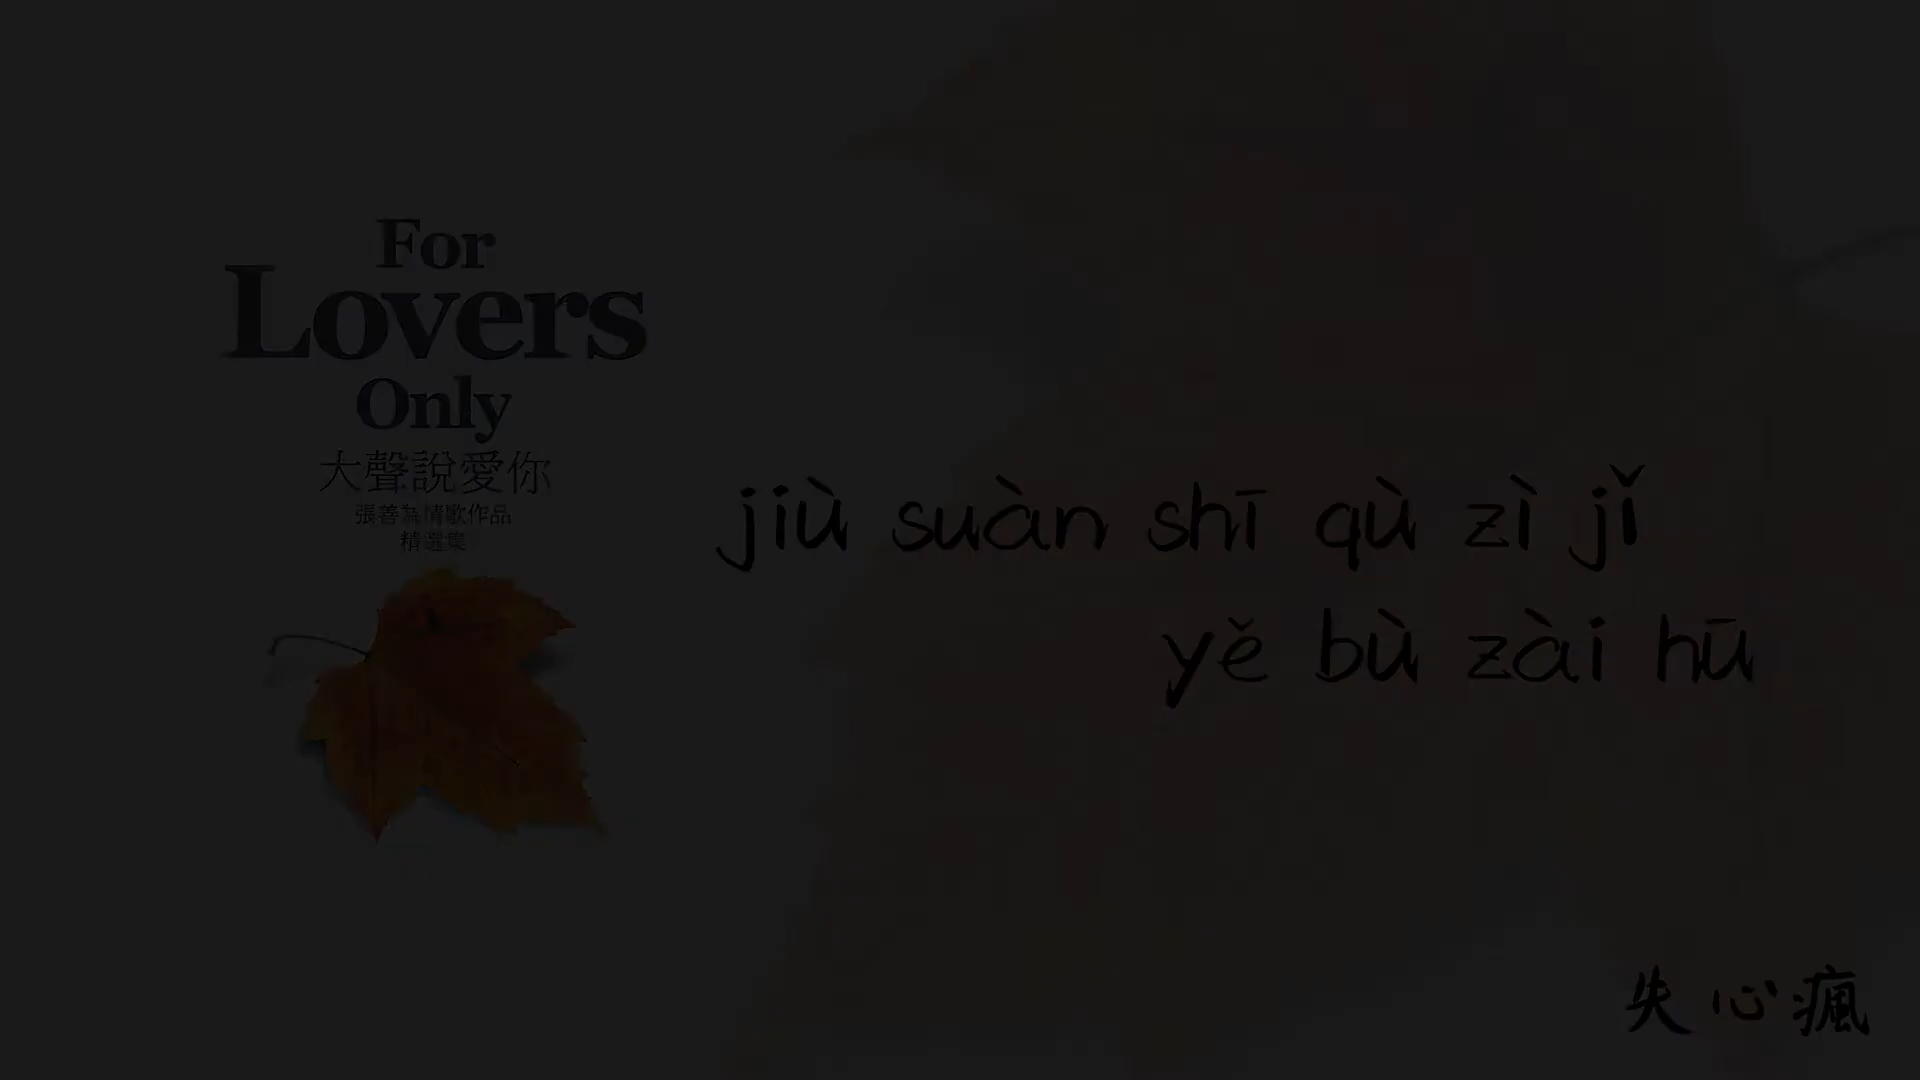 For
Lovers
Only
大聲說愛你
張善為情歌作品
精選集
jiù suàn shī qù zì jǐ
yě bù zài hū
失心瘋